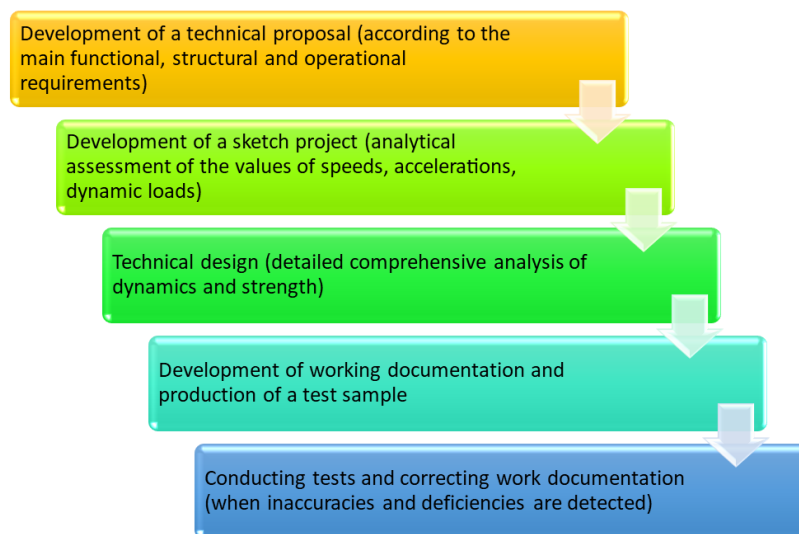 Development of a technical proposal (according to the
main functional, structural and operational
requirements)
Development of a sketch project (analytical
assessment of the values of speeds, accelerations,
dynamic loads)
Technical design (detailed comprehensive analysis of
dynamics and strength)
Development of working documentation and
production of a test sample
Conducting tests and correcting work documentation
(when inaccuracies and deficiencies are detected)